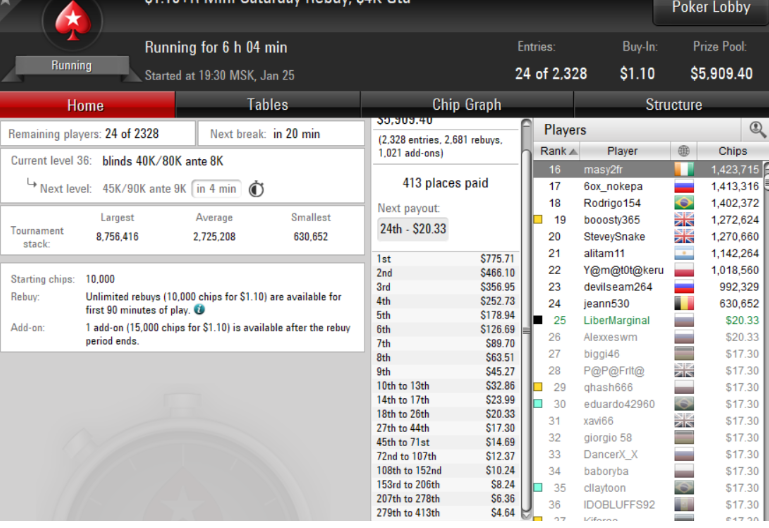 $1.10+R Mini Saturday Rebuy, $4K Gtd
Poker Lobby
Running
Running for 6 h 04 min
Started at 19:30 MSK, Jan 25
Entries:
24 of 2,328
Buy-In:
$1.10
Prize Pool:
$5,909.40
Home
Tables
Chip Graph
Structure
Remaining players: 24 of 2328
Next break: in 20 min
Current level 36: blinds 40K/80K ante 8K
Next level: 45K/90K ante 9K in 4 min
Largest Average Smallest
Tournament stack: 8,756,416 2,725,208 630,652
Starting chips: 10,000
Rebuy: Unlimited rebuys (10,000 chips for $1.10) are available for
first 90 minutes of play.
Add-on: 1 add-on (15,000 chips for $1.10) is available after the rebuy
period ends.
$5,909.40
(2,328 entries, 2,681 rebuys,
1,021 add-ons)
413 places paid
Next payout:
24th - $20.33
1st $775.71
2nd $466.10
3rd $356.95
4th $252.73
5th $178.94
6th $126.69
7th $89.70
8th $63.51
9th $45.27
10th to 13th $32.86
14th to 17th $23.99
18th to 26th $20.33
27th to 44th $17.30
45th to 71st $14.69
72nd to 107th $12.37
108th to 152nd $10.24
153rd to 206th $8.24
207th to 278th $6.36
279th to 413th $4.64
Players
Rank Player Chips
16 masy2fr 1,423,715
17 6ox_nokepa 1,413,316
18 Rodrigo154 1,402,372
19 booosty365 1,272,624
20 SteveySnake 1,270,660
21 alitam11 1,142,264
22 Y@m@t0t@keru 1,018,560
23 devilseam264 992,329
24 jeann530 630,652
25 LiberMarginal $20.33
26 Alexxeswm $20.33
27 biggi46 $17.30
28 P@P@FrIt@ $17.30
29 qhash666 $17.30
30 eduardo42960 $17.30
31 xavi66 $17.30
32 giorgio 58 $17.30
33 DancerX_X $17.30
34 baboryba $17.30
35 cllaytoon $17.30
36 IDOBLUFFS92 $17.30
37 $17.30